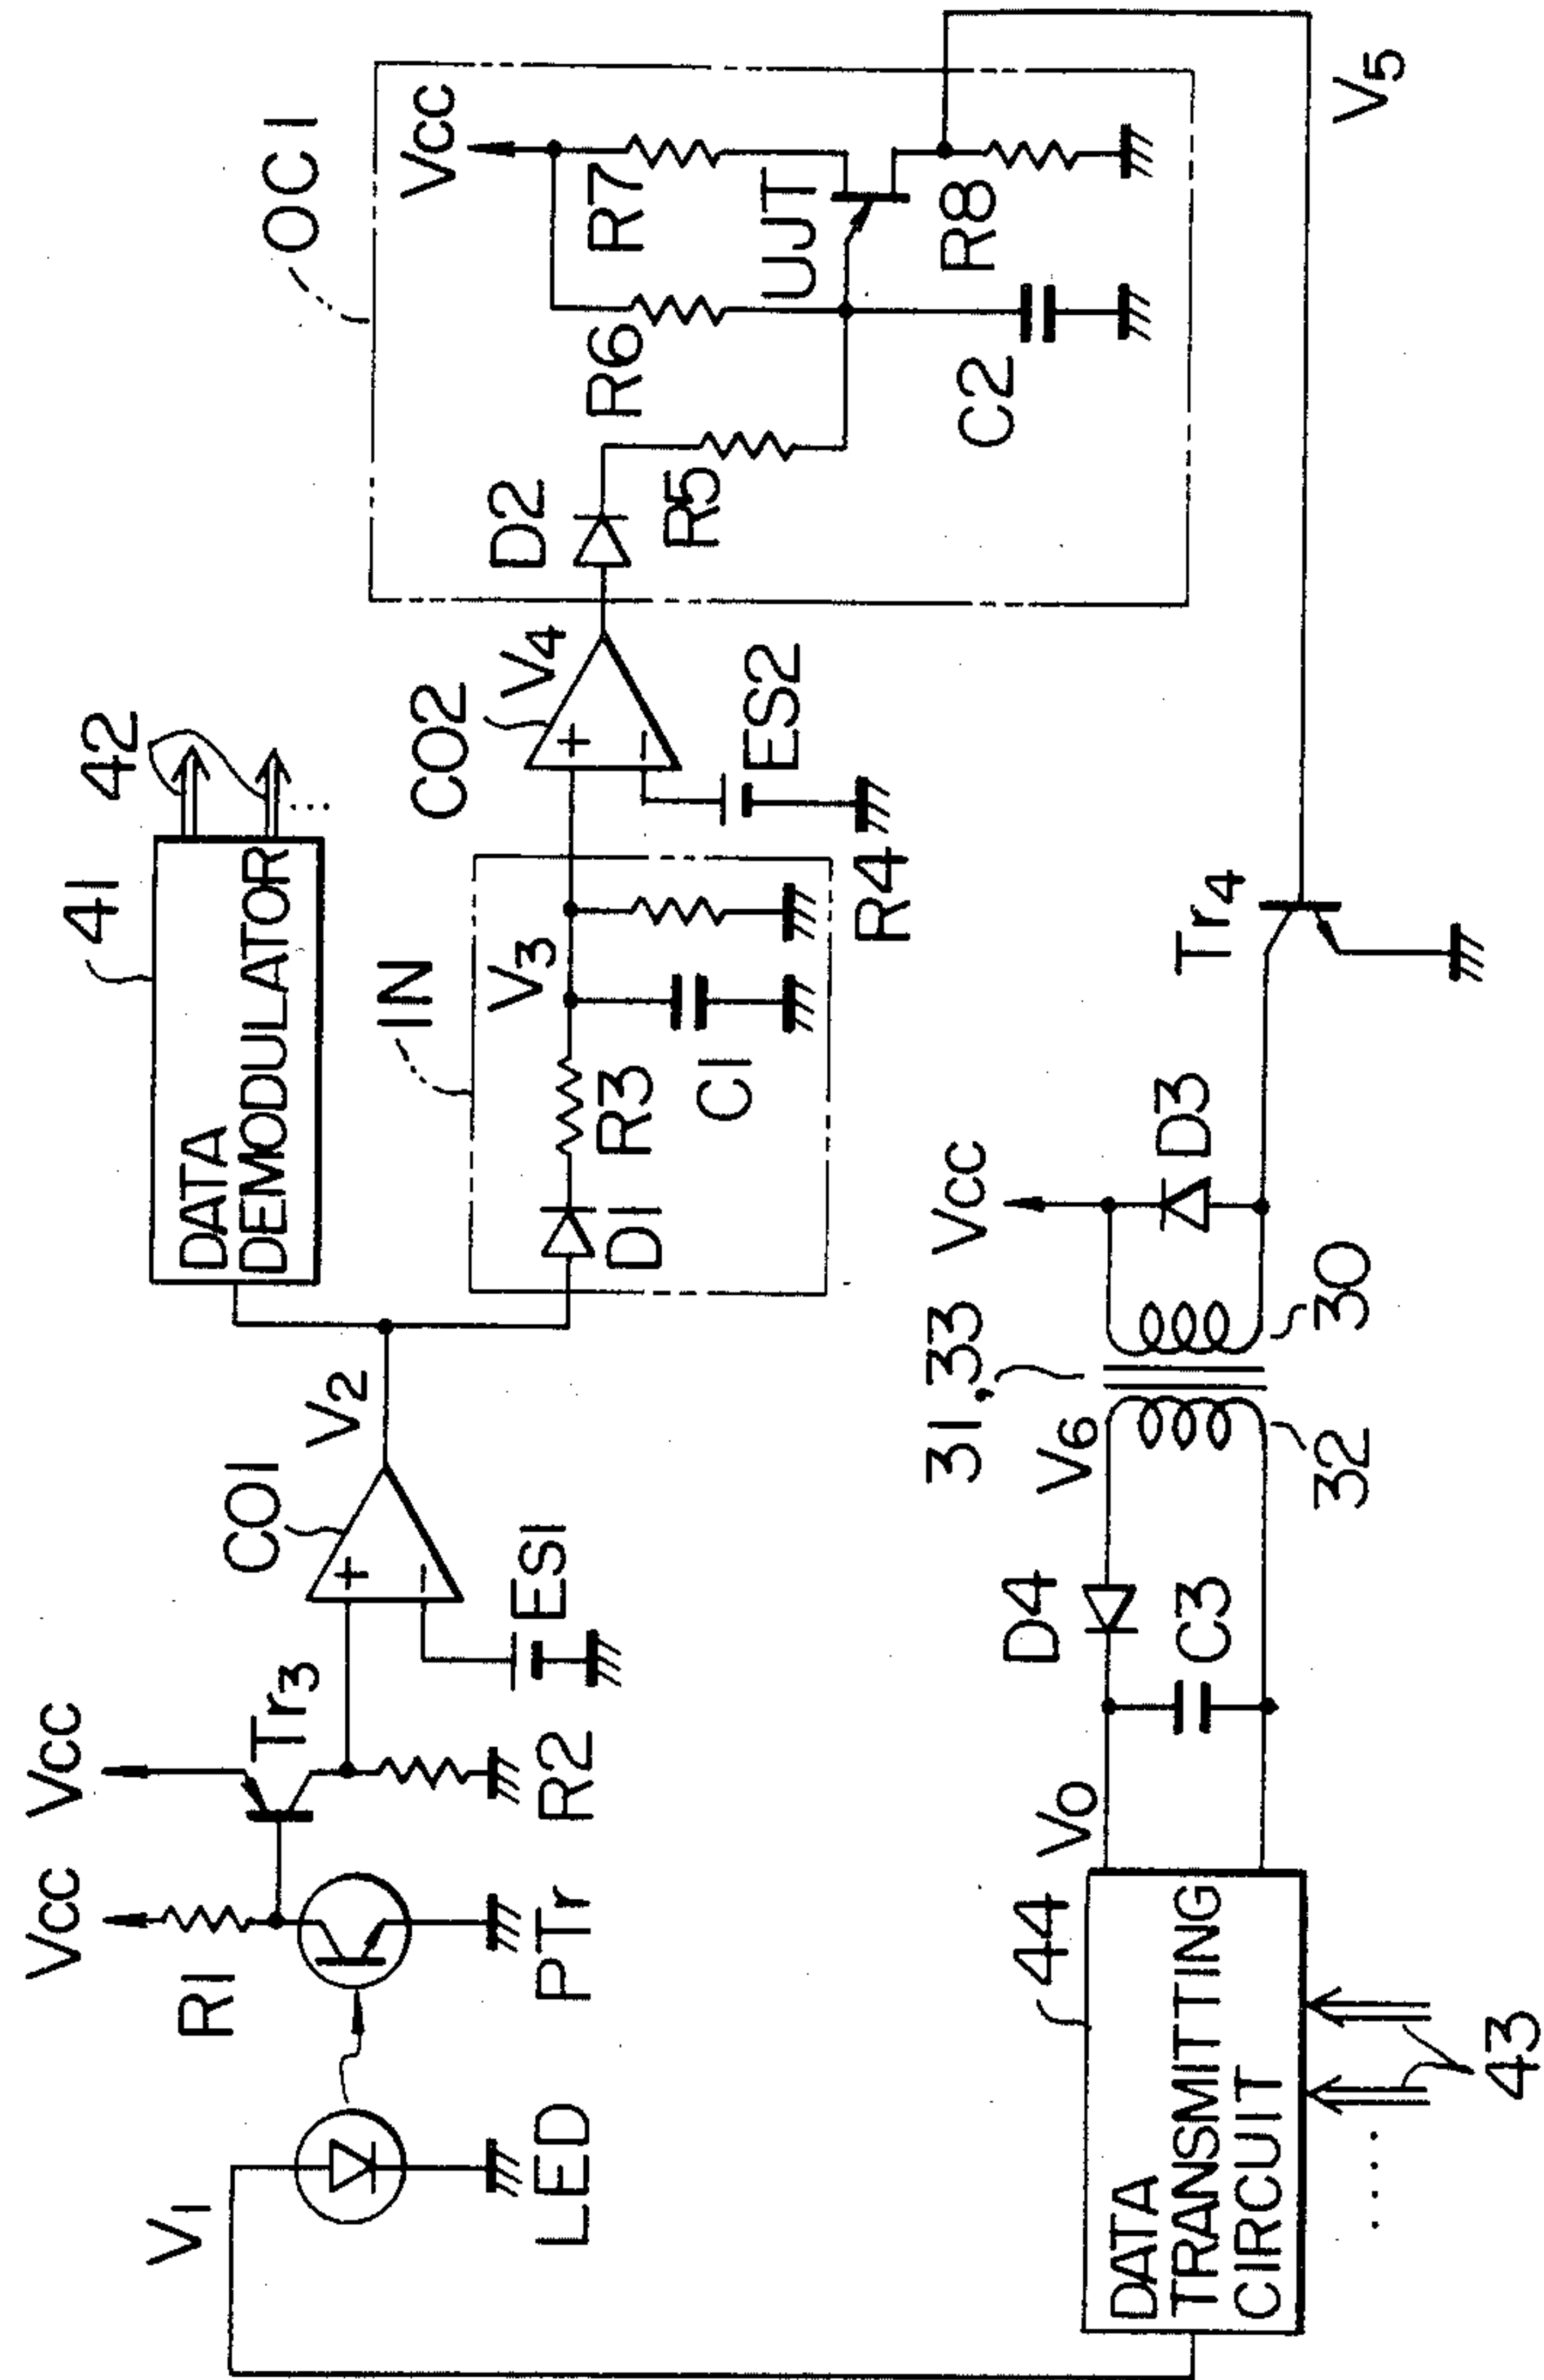 OC1
Vcc
R7
R6
UJT
R8
C2
D2
R5
V5
42
41
DATA
DEMODULATOR
CO2
V4
ES2
IN
V3
R3
C1
R4
D1
V2
CO1
ES1
Vcc
Vcc
Tr3
R1
R2
PTr
V1
LED
Tr4
Vcc
D3
31, 33
30
V6
32
D4
C3
V0
44
DATA
TRANSMITTING
CIRCUIT
43